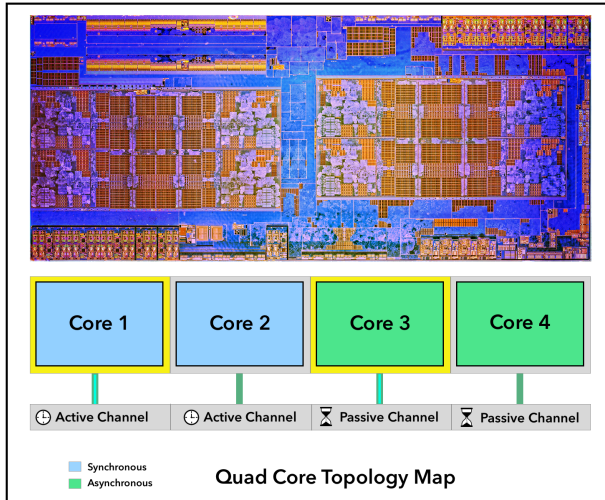 Core 1
Core 2
Core 3
Core 4
Active Channel
Active Channel
Passive Channel
Passive Channel
Synchronous
Asynchronous
Quad Core Topology Map